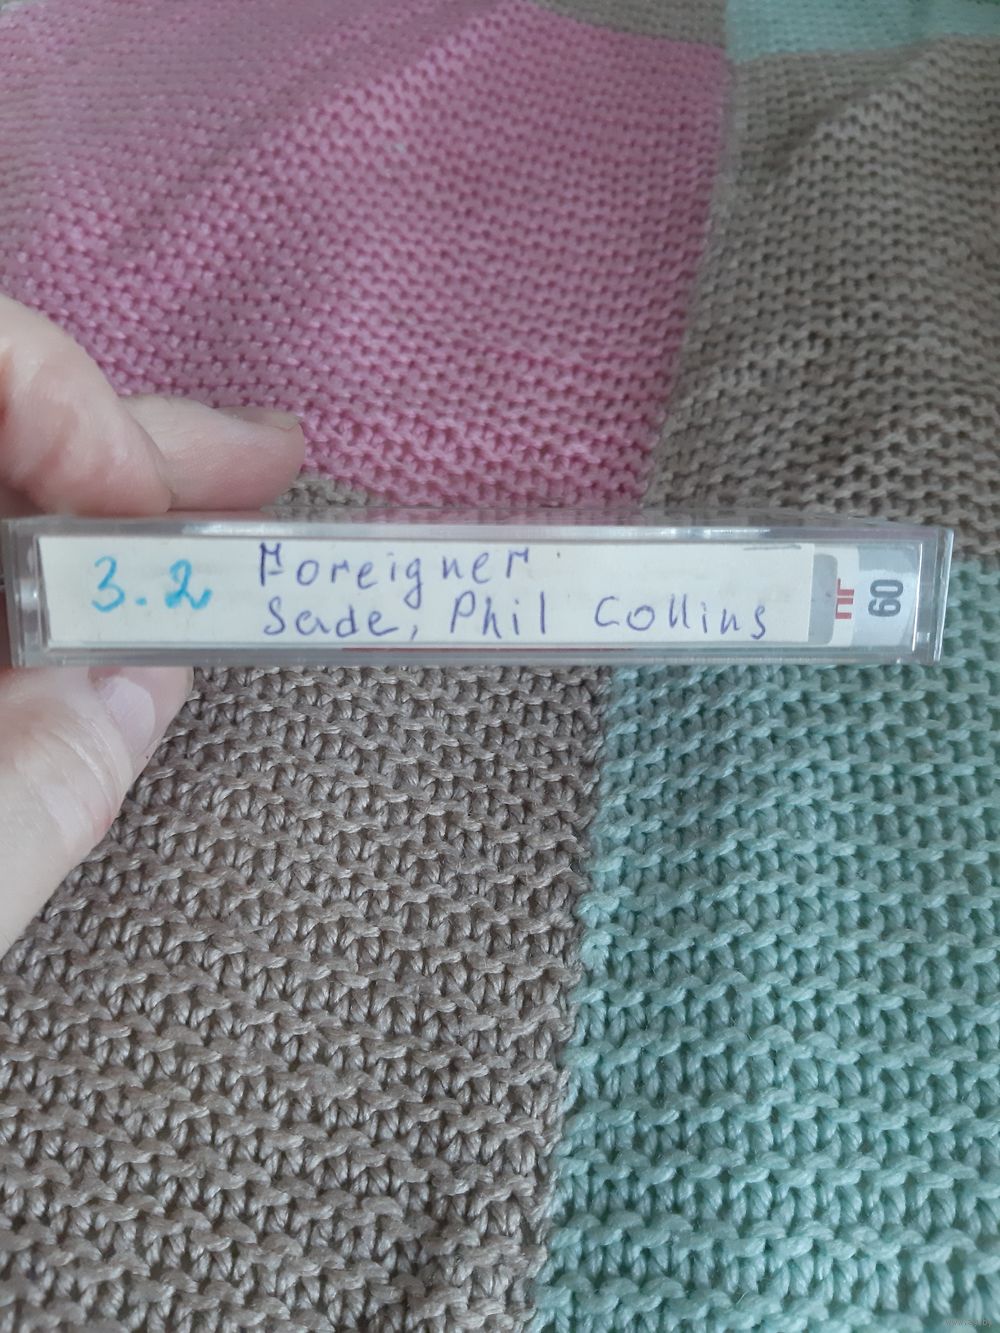 3.2 Foreigner
Sade, Phil Collins
60